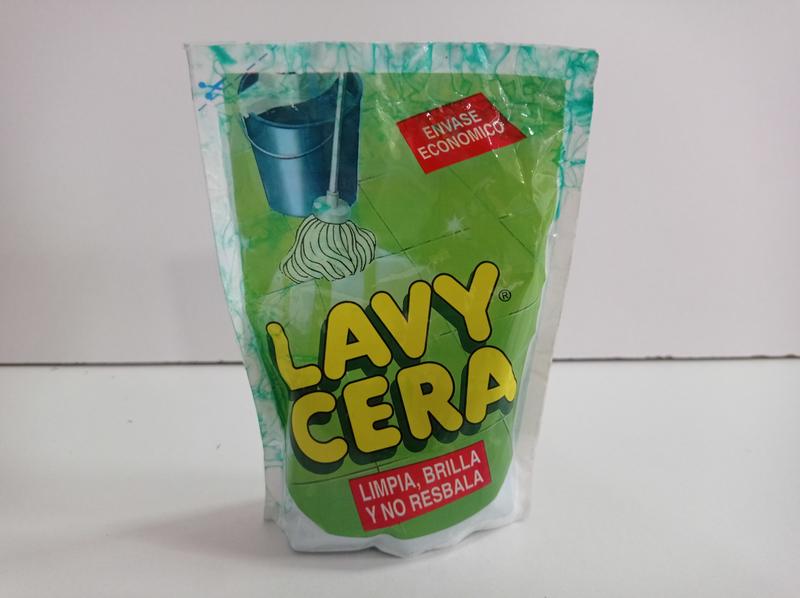 ENVASE
ECONOMICO
LAVY
CERA
®
LIMPIA, BRILLA
Y NO RESBALA